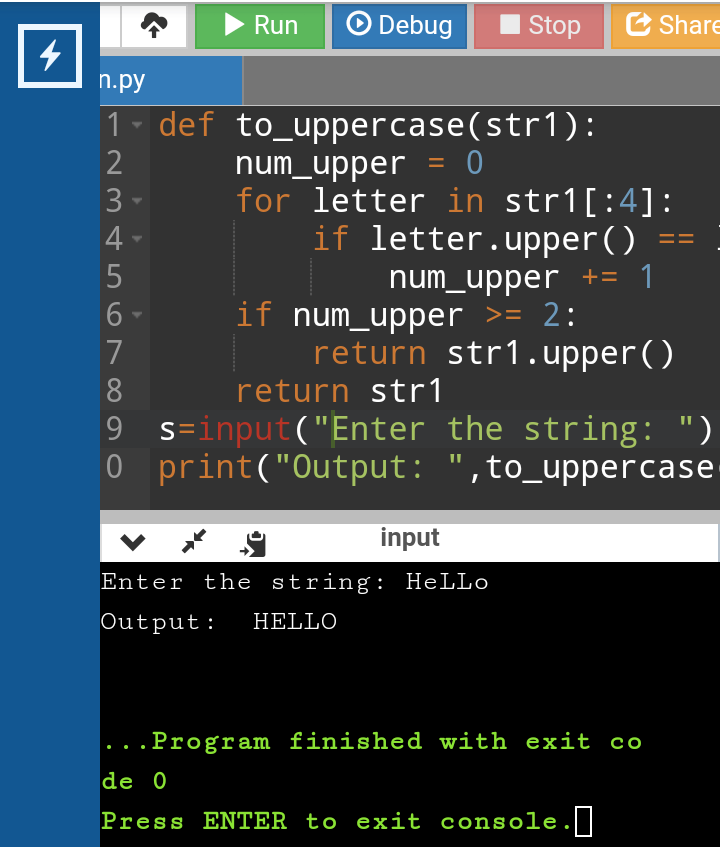 Run Debug Stop Share
n.py
1 def to_uppercase(str1):
2     num_upper = 0
3     for letter in str1[:4]:
4         if letter.upper() ==
5             num_upper += 1
6     if num_upper >= 2:
7         return str1.upper()
8     return str1
9 s=input("Enter the string: ")
0 print("Output: ",to_uppercase
input
Enter the string: HeLLo
Output:  HELLO
...Program finished with exit co
de 0
Press ENTER to exit console.